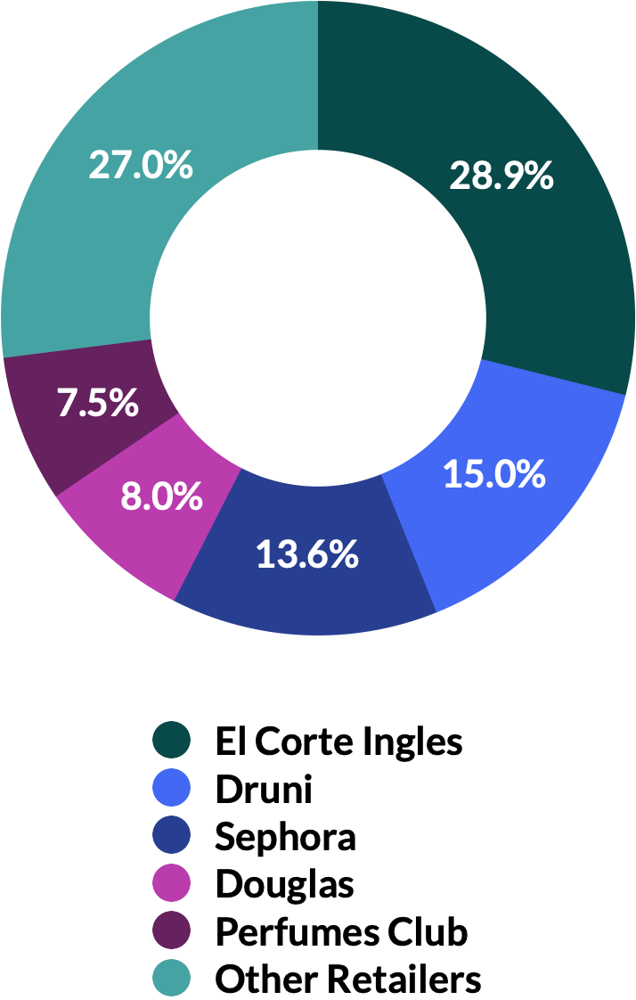 27.0%
28.9%
7.5%
15.0%
8.0%
13.6%
El Corte Ingles
Druni
Sephora
Douglas
Perfumes Club
Other Retailers